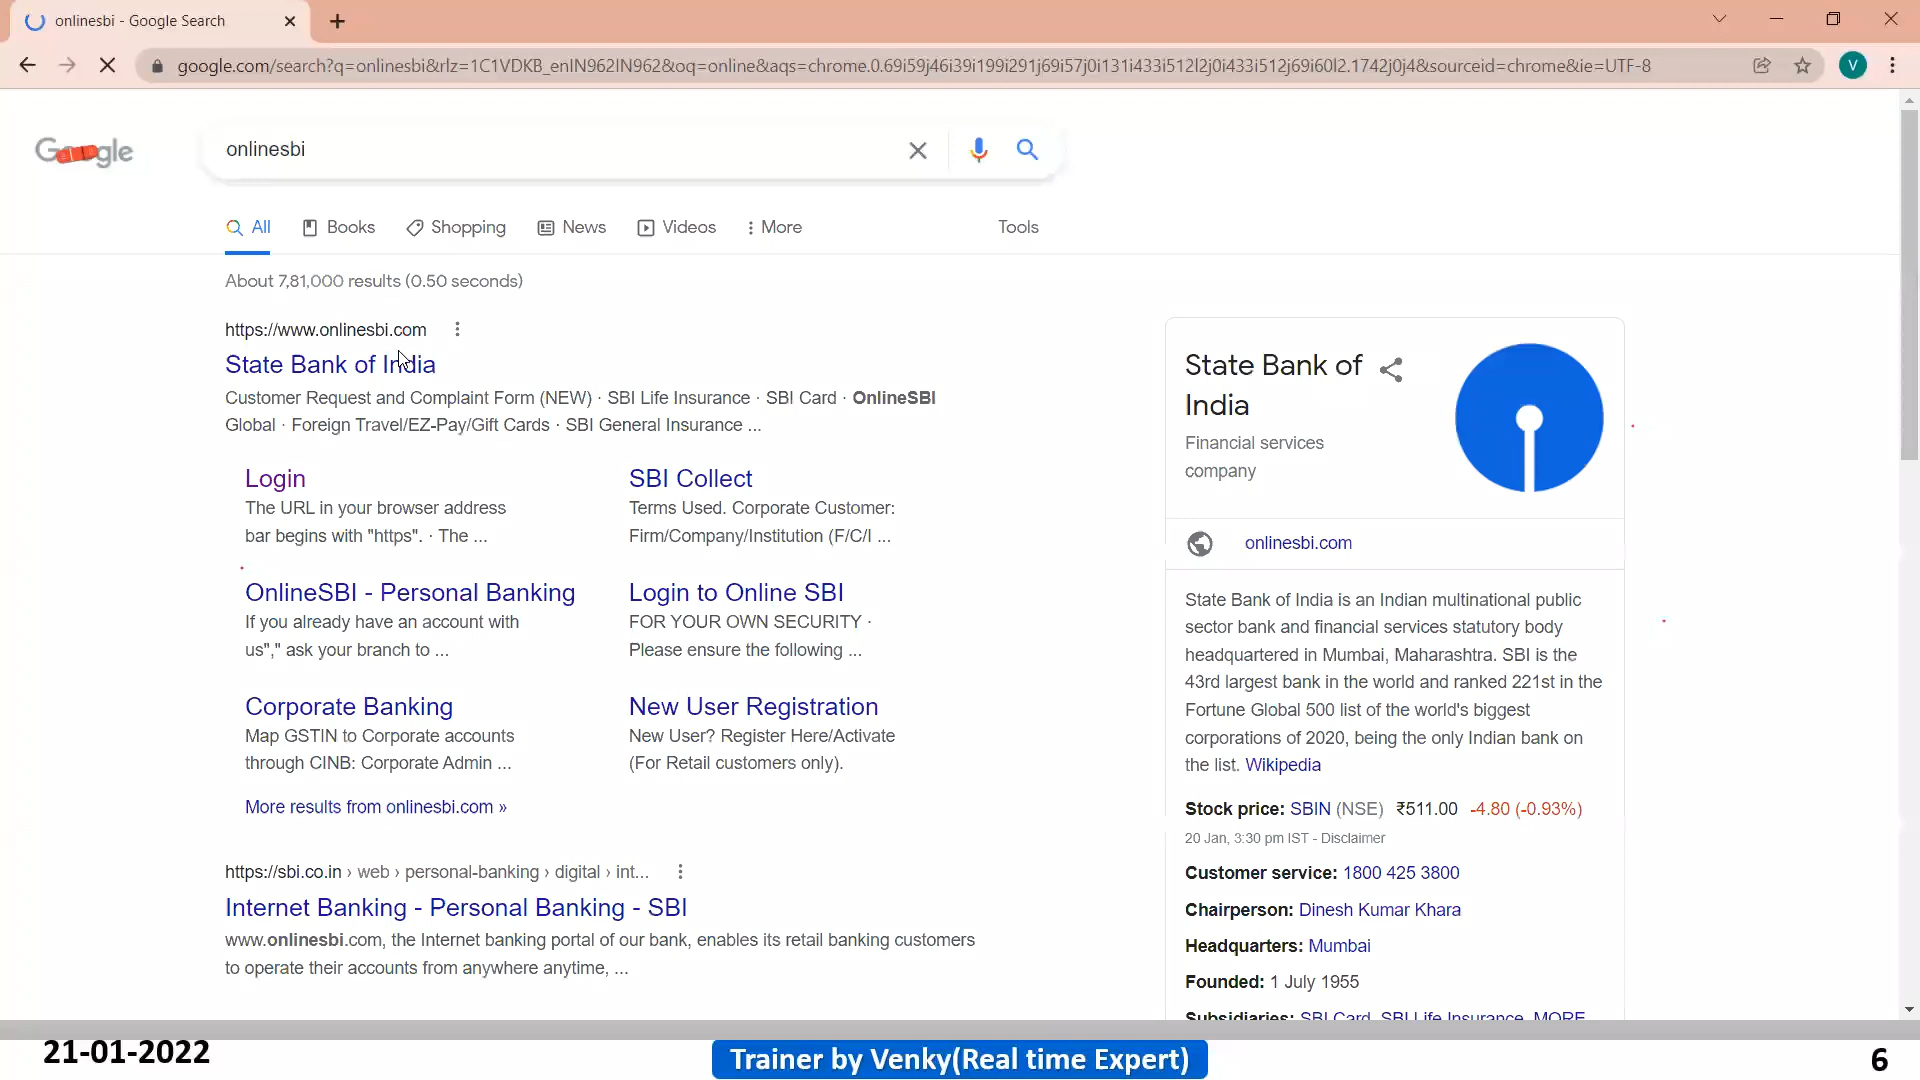 onlinesbi - Google Search
google.com/search?q=onlinesbi&rlz=1C1VDKB_enIN962IN962&oq=online&aqs=chrome.0.69i59j46i39i199i291j69i57j0i131i433i512l2j0i433i512j69i60l2.1742j0j4&sourceid=chrome&ie=UTF-8
V
Google
onlinesbi
All
Books
Shopping
News
Videos
More
Tools
About 7,81,000 results (0.50 seconds)
https://www.onlinesbi.com
State Bank of India
Customer Request and Complaint Form (NEW) · SBI Life Insurance · SBI Card · OnlineSBI
Global · Foreign Travel/EZ-Pay/Gift Cards · SBI General Insurance ...
Login
The URL in your browser address
bar begins with "https". · The ...
SBI Collect
Terms Used. Corporate Customer:
Firm/Company/Institution (F/C/I ...
OnlineSBI - Personal Banking
If you already have an account with
us"," ask your branch to ...
Login to Online SBI
FOR YOUR OWN SECURITY ·
Please ensure the following ...
Corporate Banking
Map GSTIN to Corporate accounts
through CINB: Corporate Admin ...
New User Registration
New User? Register Here/Activate
(For Retail customers only).
More results from onlinesbi.com »
https://sbi.co.in › web › personal-banking › digital › int...
Internet Banking - Personal Banking - SBI
www.onlinesbi.com, the Internet banking portal of our bank, enables its retail banking customers
to operate their accounts from anywhere anytime, ...
State Bank of
India
Financial services
company
onlinesbi.com
State Bank of India is an Indian multinational public
sector bank and financial services statutory body
headquartered in Mumbai, Maharashtra. SBI is the
43rd largest bank in the world and ranked 221st in the
Fortune Global 500 list of the world's biggest
corporations of 2020, being the only Indian bank on
the list. Wikipedia
Stock price: SBIN (NSE) ₹511.00 -4.80 (-0.93%)
20 Jan, 3:30 pm IST - Disclaimer
Customer service: 1800 425 3800
Chairperson: Dinesh Kumar Khara
Headquarters: Mumbai
Founded: 1 July 1955
Subsidiaries: SBI Card, SBI Life Insurance, MORE
21-01-2022
Trainer by Venky(Real time Expert)
6